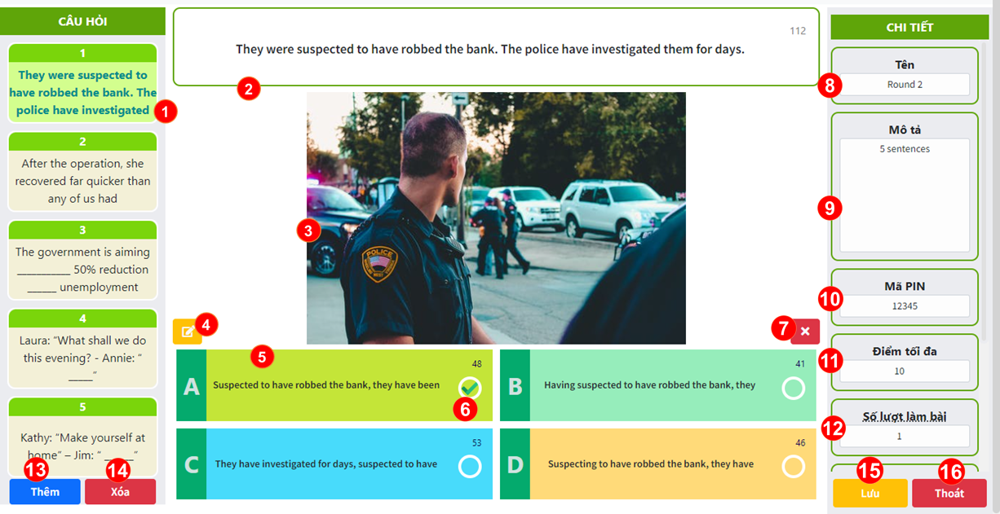 CÂU HỎI
1
They were suspected to
have robbed the bank. The
police have investigated
1
2
After the operation, she
recovered far quicker than
any of us had
3
The government is aiming
__________ 50% reduction
_____ unemployment
4
Laura: “What shall we do
this evening? - Annie: “
_____”
5
Kathy: “Make yourself at
home” – Jim: “ _____ “
13
14
Thêm
Xóa
112
They were suspected to have robbed the bank. The police have investigated them for days.
2
3
POLICE
4
7
5
A
48
Suspected to have robbed the bank, they have been
6
B
41
Having suspected to have robbed the bank, they
C
53
They have investigated for days, suspected to have
D
46
Suspecting to have robbed the bank, they have
CHI TIẾT
Tên
8
Round 2
Mô tả
5 sentences
9
Mã PIN
10
12345
Điểm tối đa
11
10
Số lượt làm bài
12
1
15
16
Lưu
Thoát